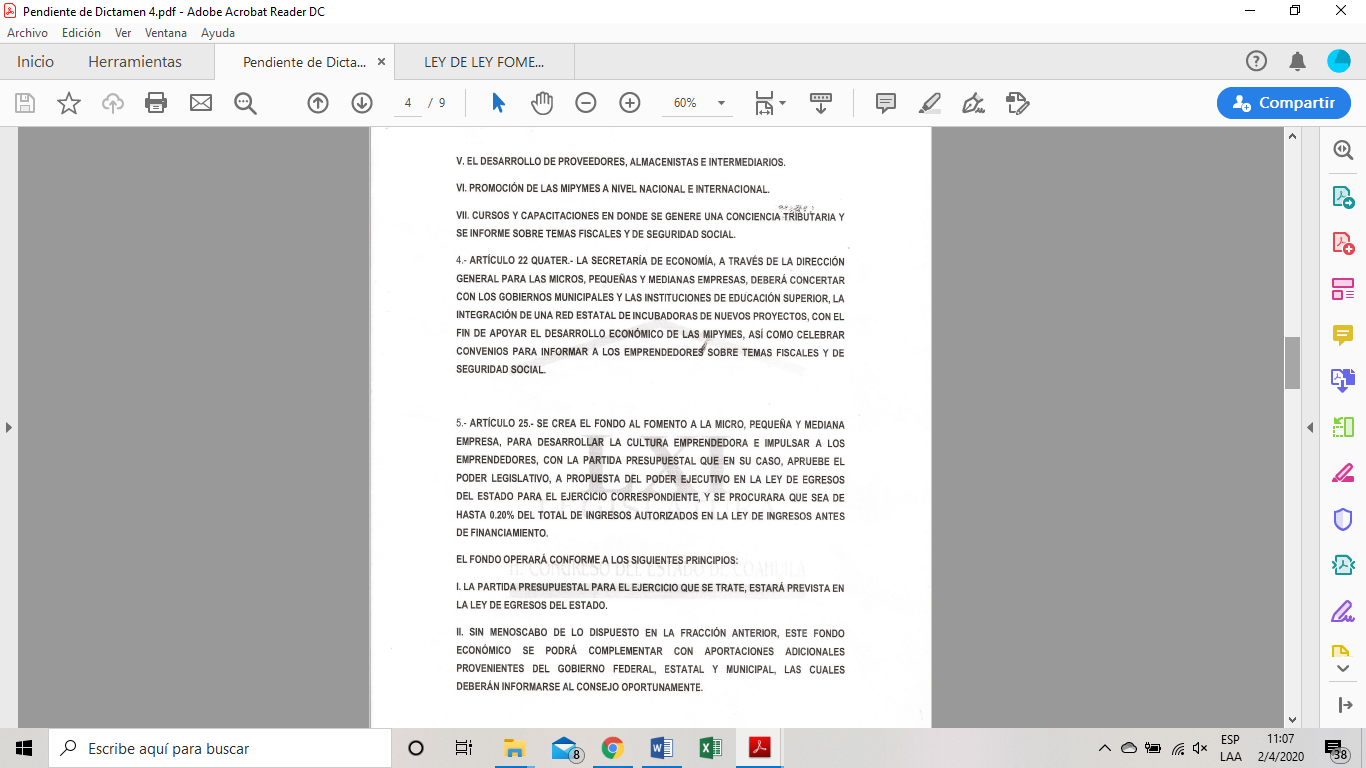 Pendiente de Dictamen 4.pdf - Adobe Acrobat Reader DC
Archivo Edición Ver Ventana Ayuda
Inicio Herramientas Pendiente de Dicta... × LEY DE LEY FOME...
4 / 9 60% Compartir
V. EL DESARROLLO DE PROVEEDORES, ALMACENISTAS E INTERMEDIARIOS.
VI. PROMOCIÓN DE LAS MIPYMES A NIVEL NACIONAL E INTERNACIONAL.
VII. CURSOS Y CAPACITACIONES EN DONDE SE GENERE UNA CONCIENCIA TRIBUTARIA Y
SE INFORME SOBRE TEMAS FISCALES Y DE SEGURIDAD SOCIAL.
4.- ARTÍCULO 22 QUATER.- LA SECRETARÍA DE ECONOMÍA, A TRAVÉS DE LA DIRECCIÓN
GENERAL PARA LAS MICROS, PEQUEÑAS Y MEDIANAS EMPRESAS, DEBERÁ CONCERTAR
CON LOS GOBIERNOS MUNICIPALES Y LAS INSTITUCIONES DE EDUCACIÓN SUPERIOR, LA
INTEGRACIÓN DE UNA RED ESTATAL DE INCUBADORAS DE NUEVOS PROYECTOS, CON EL
FIN DE APOYAR EL DESARROLLO ECONÓMICO DE LAS MIPYMES, ASÍ COMO CELEBRAR
CONVENIOS PARA INFORMAR A LOS EMPRENDEDORES SOBRE TEMAS FISCALES Y DE
SEGURIDAD SOCIAL.
5.- ARTÍCULO 25.- SE CREA EL FONDO AL FOMENTO A LA MICRO, PEQUEÑA Y MEDIANA
EMPRESA, PARA DESARROLLAR LA CULTURA EMPRENDEDORA E IMPULSAR A LOS
EMPRENDEDORES, CON LA PARTIDA PRESUPUESTAL QUE EN SU CASO, APRUEBE EL
PODER LEGISLATIVO, A PROPUESTA DEL PODER EJECUTIVO EN LA LEY DE EGRESOS
DEL ESTADO PARA EL EJERCICIO CORRESPONDIENTE, Y SE PROCURARA QUE SEA DE
HASTA 0.20% DEL TOTAL DE INGRESOS AUTORIZADOS EN LA LEY DE INGRESOS ANTES
DE FINANCIAMIENTO.
LXI
EL FONDO OPERARÁ CONFORME A LOS SIGUIENTES PRINCIPIOS:
H. CONGRESO DEL ESTADO DE COAHUILA
I. LA PARTIDA PRESUPUESTAL PARA EL EJERCICIO QUE SE TRATE, ESTARÁ PREVISTA EN
LA LEY DE EGRESOS DEL ESTADO.
II. SIN MENOSCABO DE LO DISPUESTO EN LA FRACCIÓN ANTERIOR, ESTE FONDO
ECONÓMICO SE PODRÁ COMPLEMENTAR CON APORTACIONES ADICIONALES
PROVENIENTES DEL GOBIERNO FEDERAL, ESTATAL Y MUNICIPAL, LAS CUALES
DEBERÁN INFORMARSE AL CONSEJO OPORTUNAMENTE.
Escribe aquí para buscar 8 ESP 11:07
LAA 2/4/2020 38